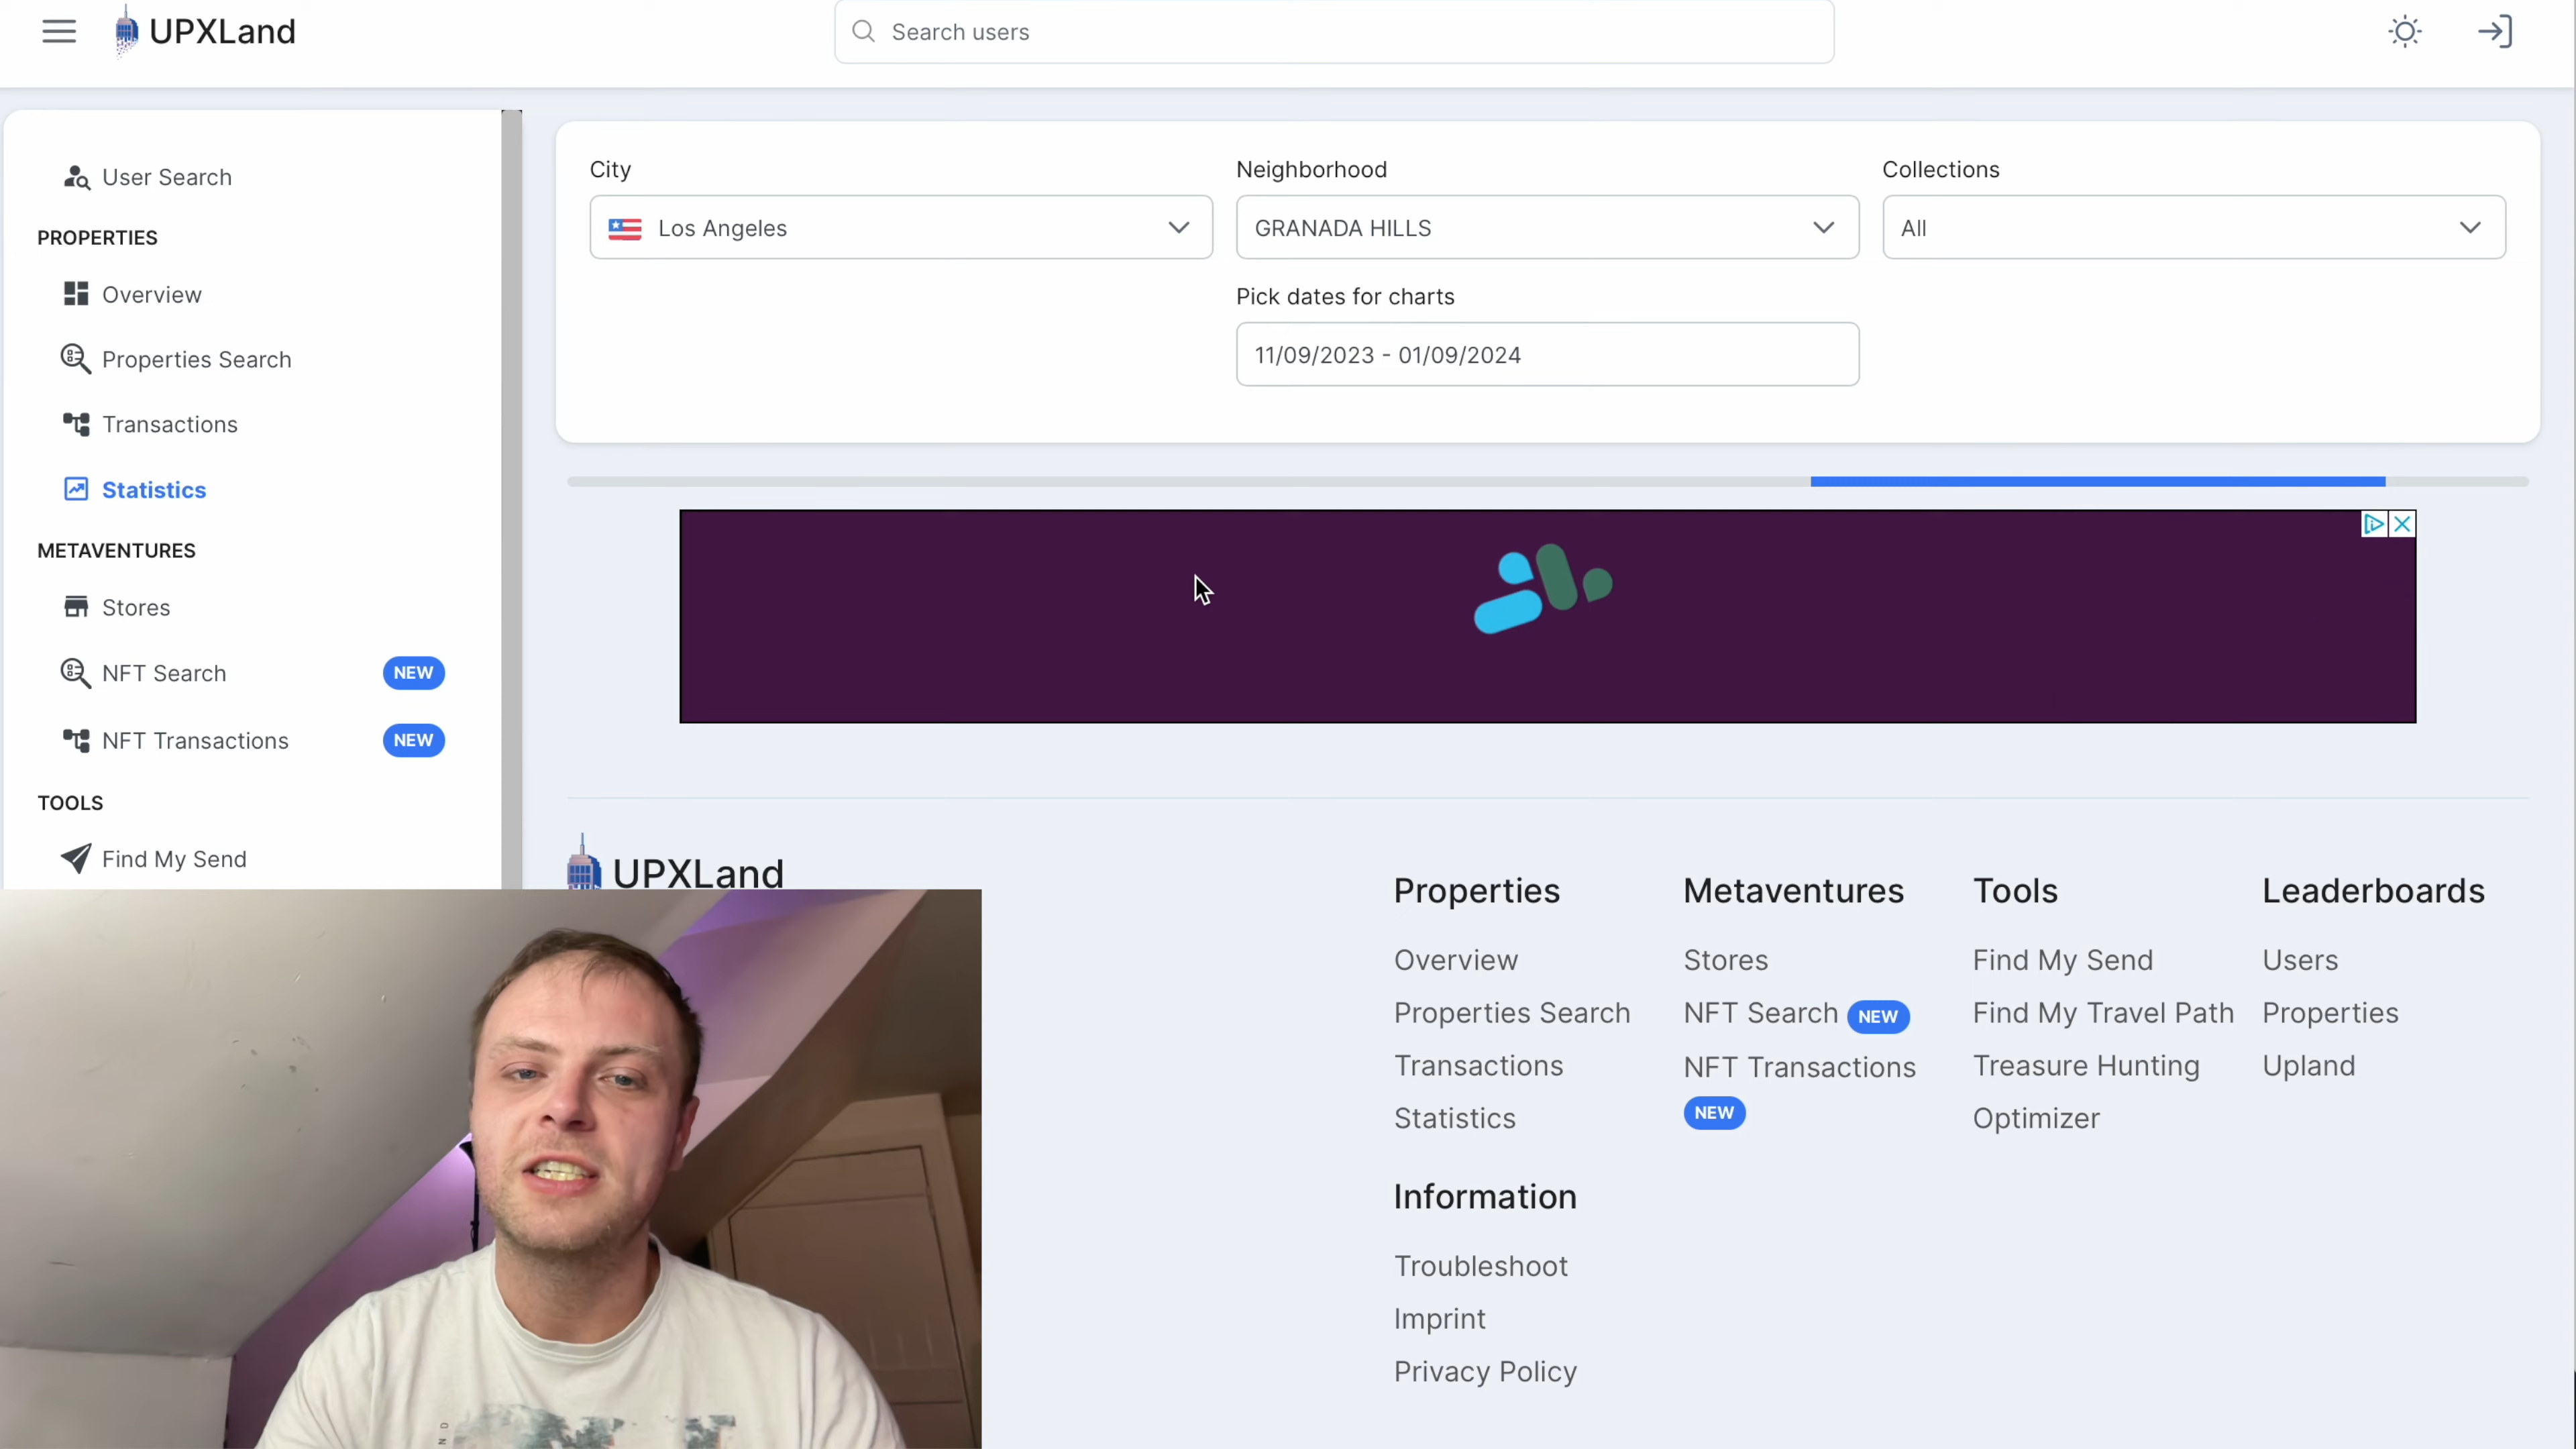 UPXLand
Search users
User Search
PROPERTIES
Overview
Properties Search
Transactions
Statistics
METAVENTURES
Stores
NFT Search NEW
NFT Transactions NEW
TOOLS
Find My Send
City
Los Angeles
Neighborhood
GRANADA HILLS
Collections
All
Pick dates for charts
11/09/2023 - 01/09/2024
UPXLand
Properties
Overview
Properties Search
Transactions
Statistics
Metaventures
Stores
NFT Search NEW
NFT Transactions
NEW
Tools
Find My Send
Find My Travel Path
Treasure Hunting
Optimizer
Leaderboards
Users
Properties
Upland
Information
Troubleshoot
Imprint
Privacy Policy